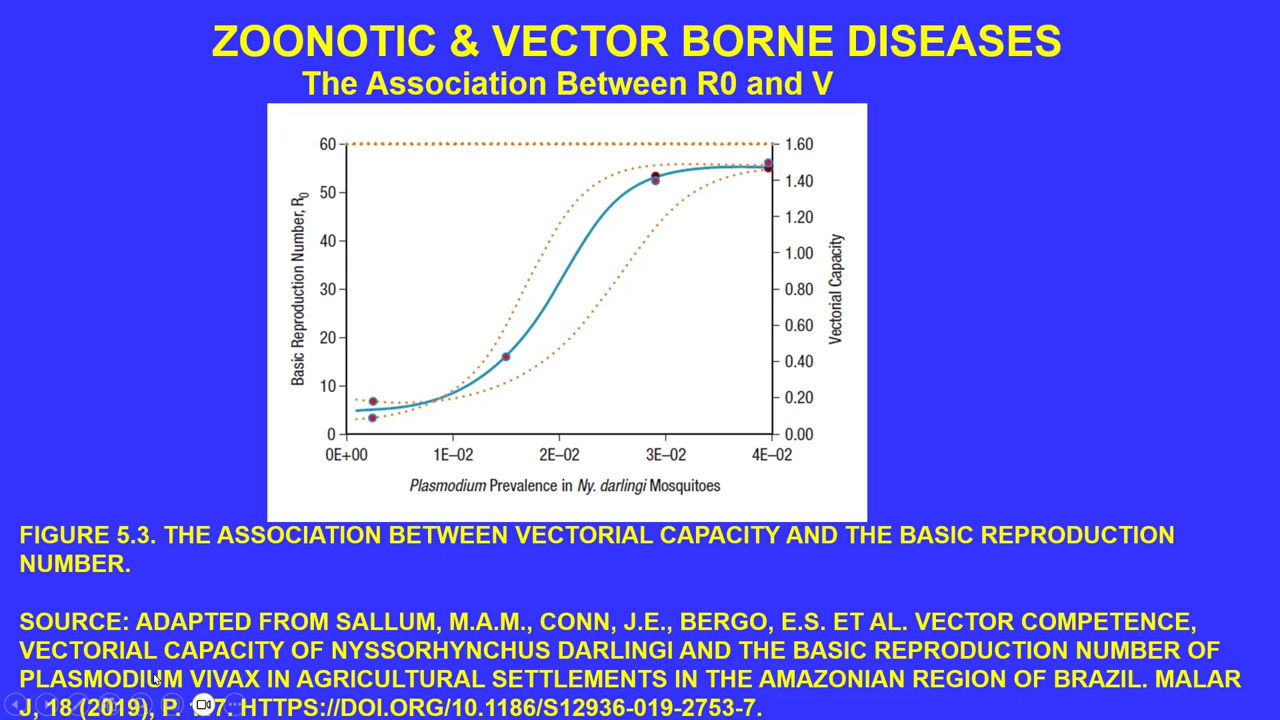 ZOONOTIC & VECTOR BORNE DISEASES
The Association Between R0 and V
60
50
40
30
20
10
0
Basic Reproduction Number, R0
1.60
1.40
1.20
1.00
0.80
0.60
0.40
0.20
0.00
Vectorial Capacity
0E+00 1E–02 2E–02 3E–02 4E–02
Plasmodium Prevalence in Ny. darlingi Mosquitoes
FIGURE 5.3. THE ASSOCIATION BETWEEN VECTORIAL CAPACITY AND THE BASIC REPRODUCTION
NUMBER.
SOURCE: ADAPTED FROM SALLUM, M.A.M., CONN, J.E., BERGO, E.S. ET AL. VECTOR COMPETENCE,
VECTORIAL CAPACITY OF NYSSORHYNCHUS DARLINGI AND THE BASIC REPRODUCTION NUMBER OF
PLASMODIUM VIVAX IN AGRICULTURAL SETTLEMENTS IN THE AMAZONIAN REGION OF BRAZIL. MALAR
J, 18 (2019), P. HTTPS://DOI.ORG/10.1186/S12936-019-2753-7.